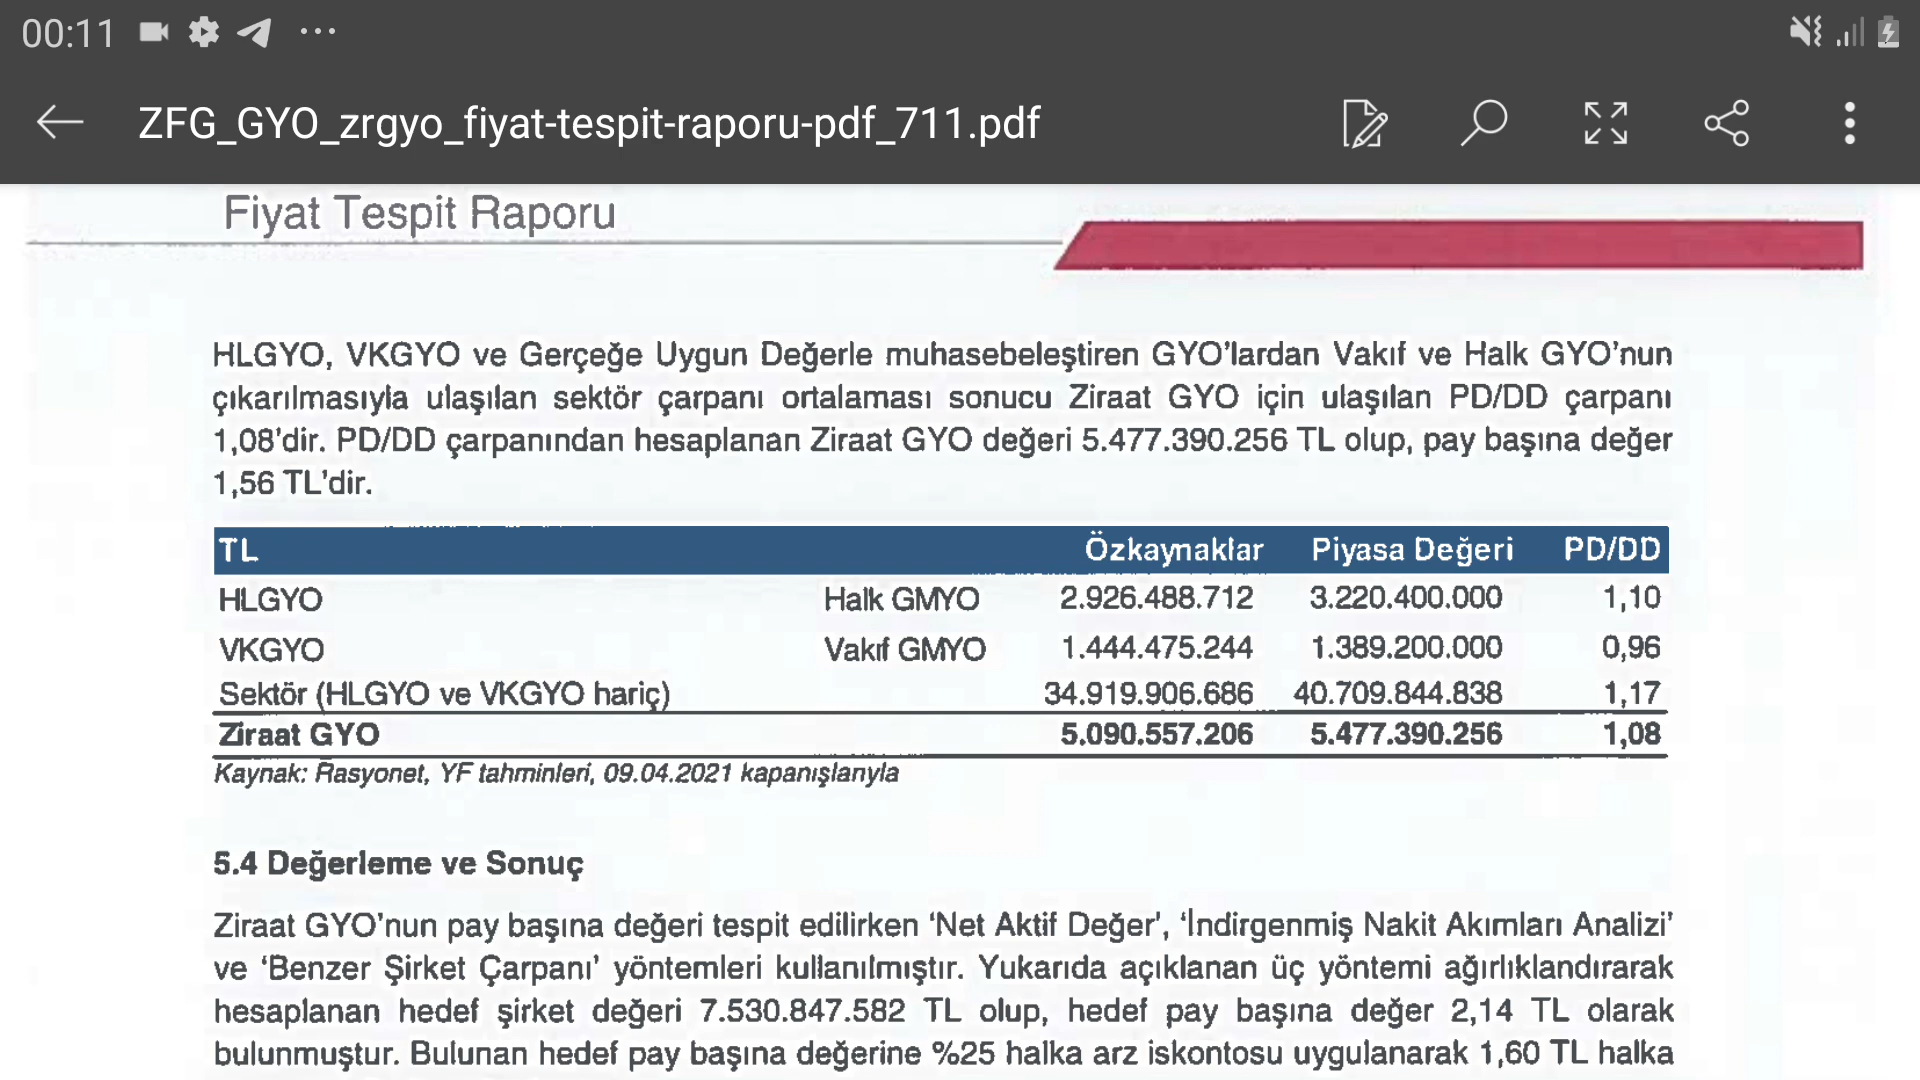 00:11
ZFG_GYO_zrgyo_fiyat-tespit-raporu-pdf_711.pdf
Fiyat Tespit Raporu
HLGYO, VKGYO ve Gerçeğe Uygun Değerle muhasebeleştiren GYO'lardan Vakıf ve Halk GYO'nun
çıkarılmasıyla ulaşılan sektör çarpanı ortalaması sonucu Ziraat GYO için ulaşılan PD/DD çarpanı
1,08'dir. PD/DD çarpanından hesaplanan Ziraat GYO değeri 5.477.390.256 TL olup, pay başına değer
1,56 TL'dir.
TL Özkaynaklar Piyasa Değeri PD/DD
HLGYO Halk GMYO 2.926.488.712 3.220.400.000 1,10
VKGYO Vakıf GMYO 1.444.475.244 1.389.200.000 0,96
Sektör (HLGYO ve VKGYO hariç) 34.919.906.686 40.709.844.838 1,17
Ziraat GYO 5.090.557.206 5.477.390.256 1,08
Kaynak: Rasyonet, YF tahminleri, 09.04.2021 kapanışlarıyla
5.4 Değerleme ve Sonuç
Ziraat GYO'nun pay başına değeri tespit edilirken 'Net Aktif Değer', 'İndirgenmiş Nakit Akımları Analizi'
ve 'Benzer Şirket Çarpanı' yöntemleri kullanılmıştır. Yukarıda açıklanan üç yöntemi ağırlıklandırarak
hesaplanan hedef şirket değeri 7.530.847.582 TL olup, hedef pay başına değer 2,14 TL olarak
bulunmuştur. Bulunan hedef pay başına değerine %25 halka arz iskontosu uygulanarak 1,60 TL halka